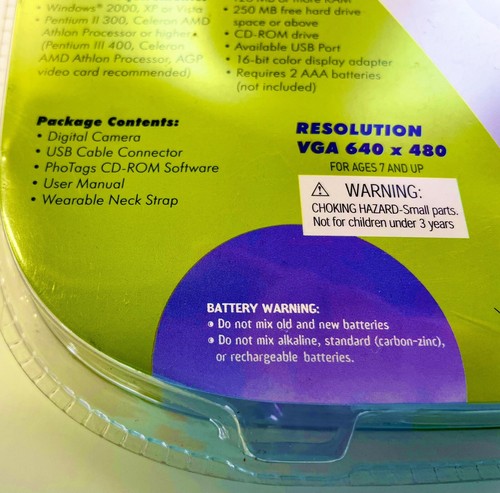 • Windows® 2000, XP or Vista
• Pentium II 300, Celeron AMD
Athlon Processor or higher
(Pentium III 400, Celeron
AMD Athlon Processor, AGP
video card recommended)
• 250 MB free hard drive
space or above
• CD-ROM drive
• Available USB Port
• 16-bit color display adapter
• Requires 2 AAA batteries
(not included)
Package Contents:
• Digital Camera
• USB Cable Connector
• PhoTags CD-ROM Software
• User Manual
• Wearable Neck Strap
RESOLUTION
VGA 640 x 480
FOR AGES 7 AND UP
⚠ WARNING:
CHOKING HAZARD-Small parts.
Not for children under 3 years
BATTERY WARNING:
• Do not mix old and new batteries
• Do not mix alkaline, standard (carbon-zinc),
or rechargeable batteries.